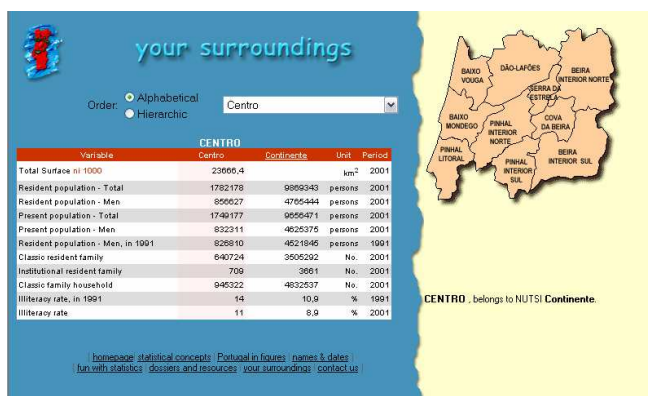 your surroundings
Order: Alphabetical
Hierarchic
Centro
CENTRO
Variable Centro Continente Unit Period
Total Surface ni 1000 23666,4 km2 2001
Resident population - Total 1782178 9869343 persons 2001
Resident population - Men 856627 4765444 persons 2001
Present population - Total 1749177 9656471 persons 2001
Present population - Men 832311 4625375 persons 2001
Resident population - Men, in 1991 826810 4521845 persons 1991
Classic resident family 640724 3505292 No. 2001
Institutional resident family 709 3661 No. 2001
Classic family household 945322 4832537 No. 2001
Illiteracy rate, in 1991 14 10,9 % 1991
Illiteracy rate 11 8,9 % 2001
| homepage| statistical concepts | Portugal in figures | names & dates |
| fun with statistics | dossiers and resources | your surroundings | contact us |
BAIXO VOUGA
DÃO-LAFÕES
BEIRA INTERIOR NORTE
SERRA DA ESTRELA
BAIXO MONDEGO
PINHAL INTERIOR NORTE
COVA DA BEIRA
PINHAL LITORAL
PINHAL INTERIOR SUL
BEIRA INTERIOR SUL
CENTRO , belongs to NUTSI Continente.